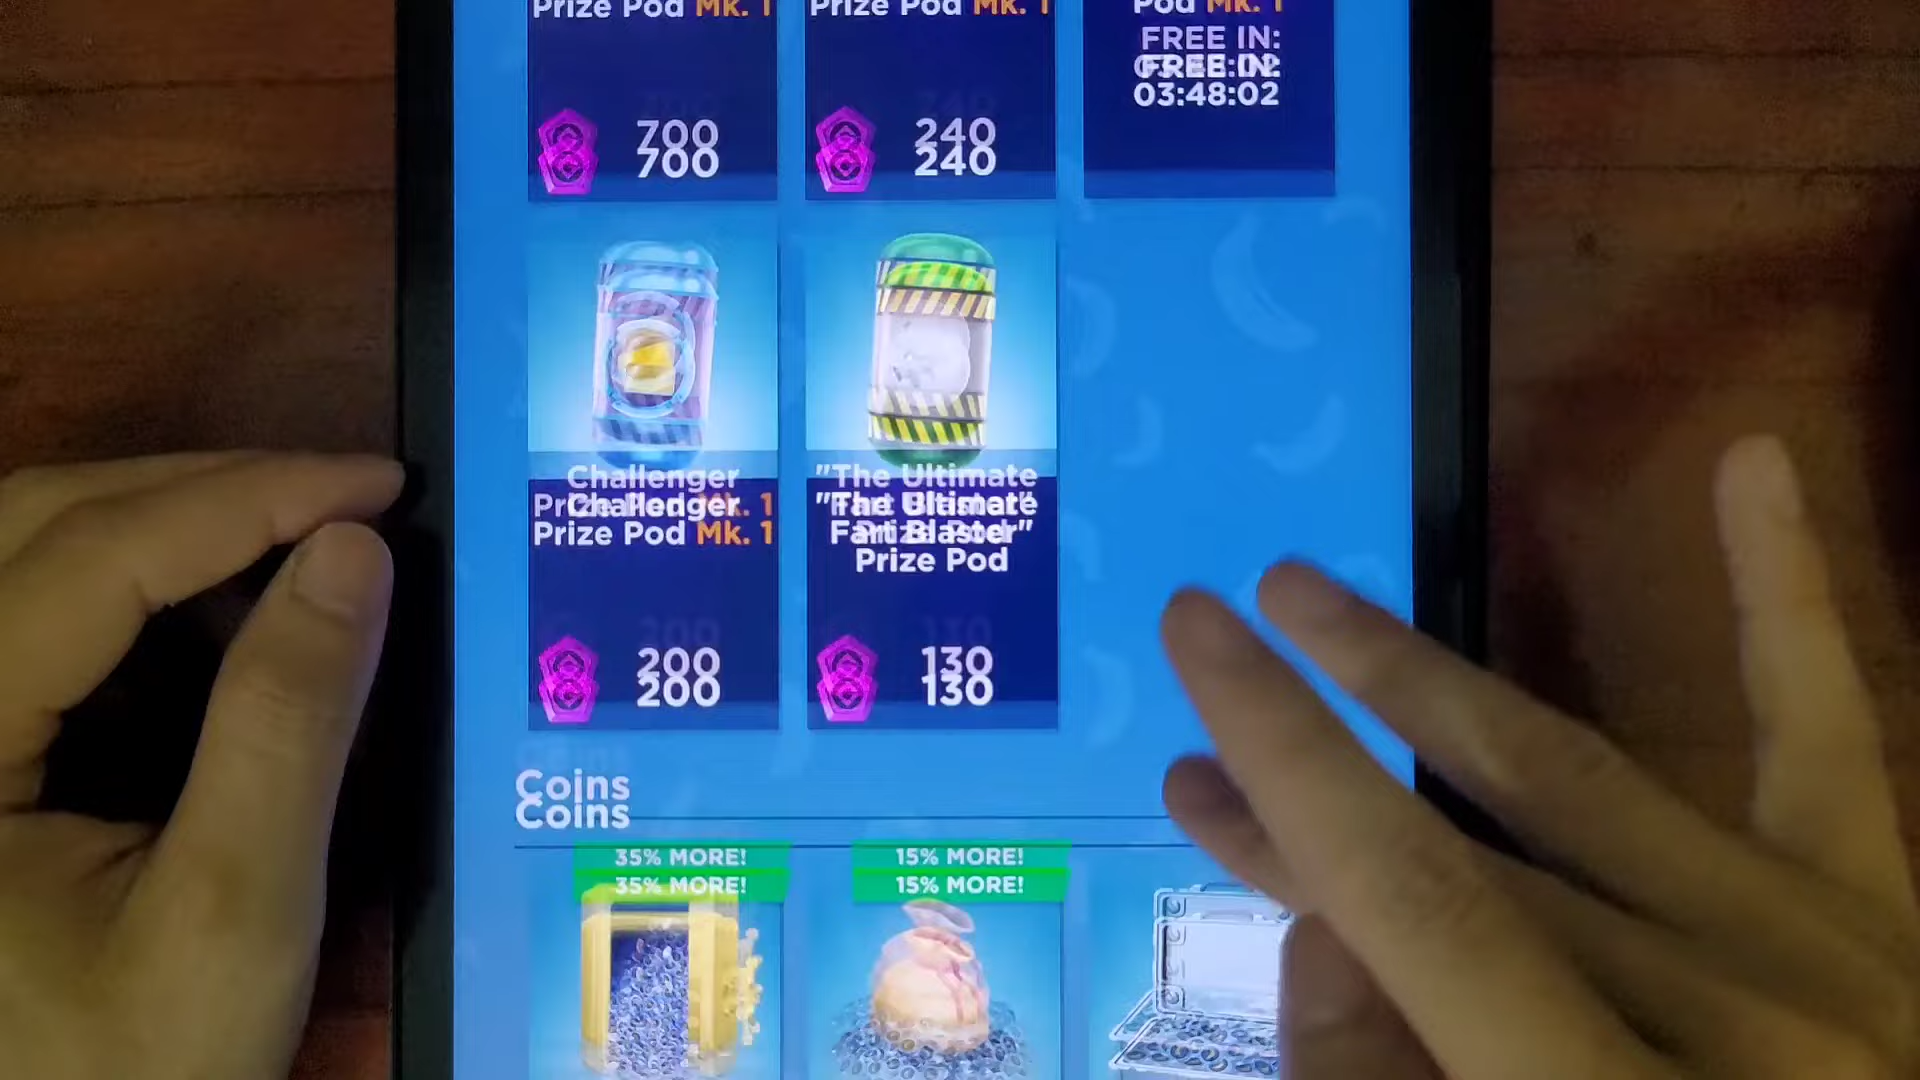 Prize Pod Mk. 1
700
Prize Pod Mk. 1
240
Pod Mk. 1
FREE IN:
03:48:02
Challenger
Prize Pod Mk. 1
200
"The Ultimate
Fart Blaster"
Prize Pod
130
Coins
35% MORE!
15% MORE!